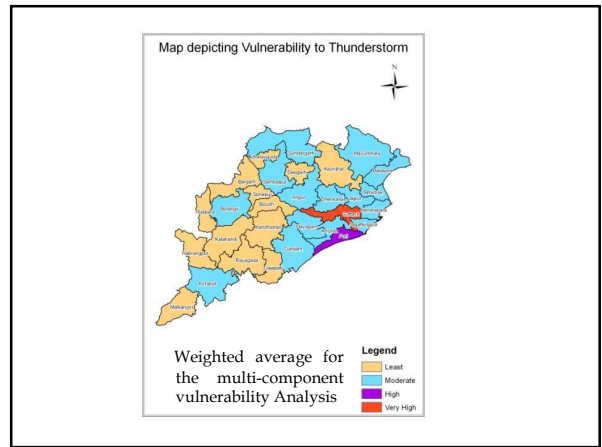 Map depicting Vulnerability to Thunderstorm
N
Sundargarh
Mayurbhanj
Jharsuguda
Keonjhar
Deogarh
Balasore
Sambalpur
Bargarh
Bhadrak
Sonepur
Angul
Dhenkanal
Jajpur
Bolangir
Boudh
Kendrapara
Cuttack
Nuapada
Jagatsinghpur
Nayagarh
Khurda
Kandhamal
Puri
Kalahandi
Ganjam
Nabrangpur
Rayagada
Gajapati
Koraput
Malkangiri
Weighted average for
the multi-component
vulnerability Analysis
Legend
Least
Moderate
High
Very High